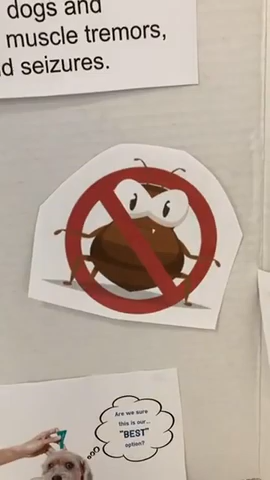 dogs and
muscle tremors,
d seizures.
Are we sure
this is our...
"BEST"
option?